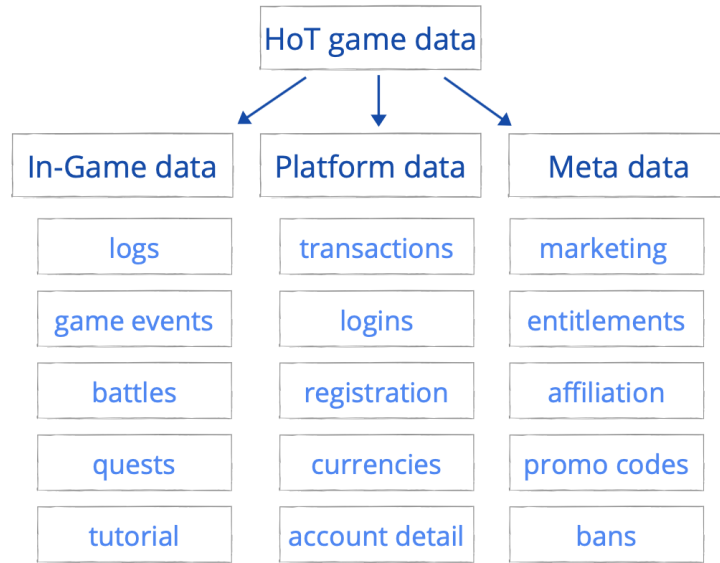 HoT game data
In-Game data
Platform data
Meta data
logs
transactions
marketing
game events
logins
entitlements
battles
registration
affiliation
quests
currencies
promo codes
tutorial
account detail
bans